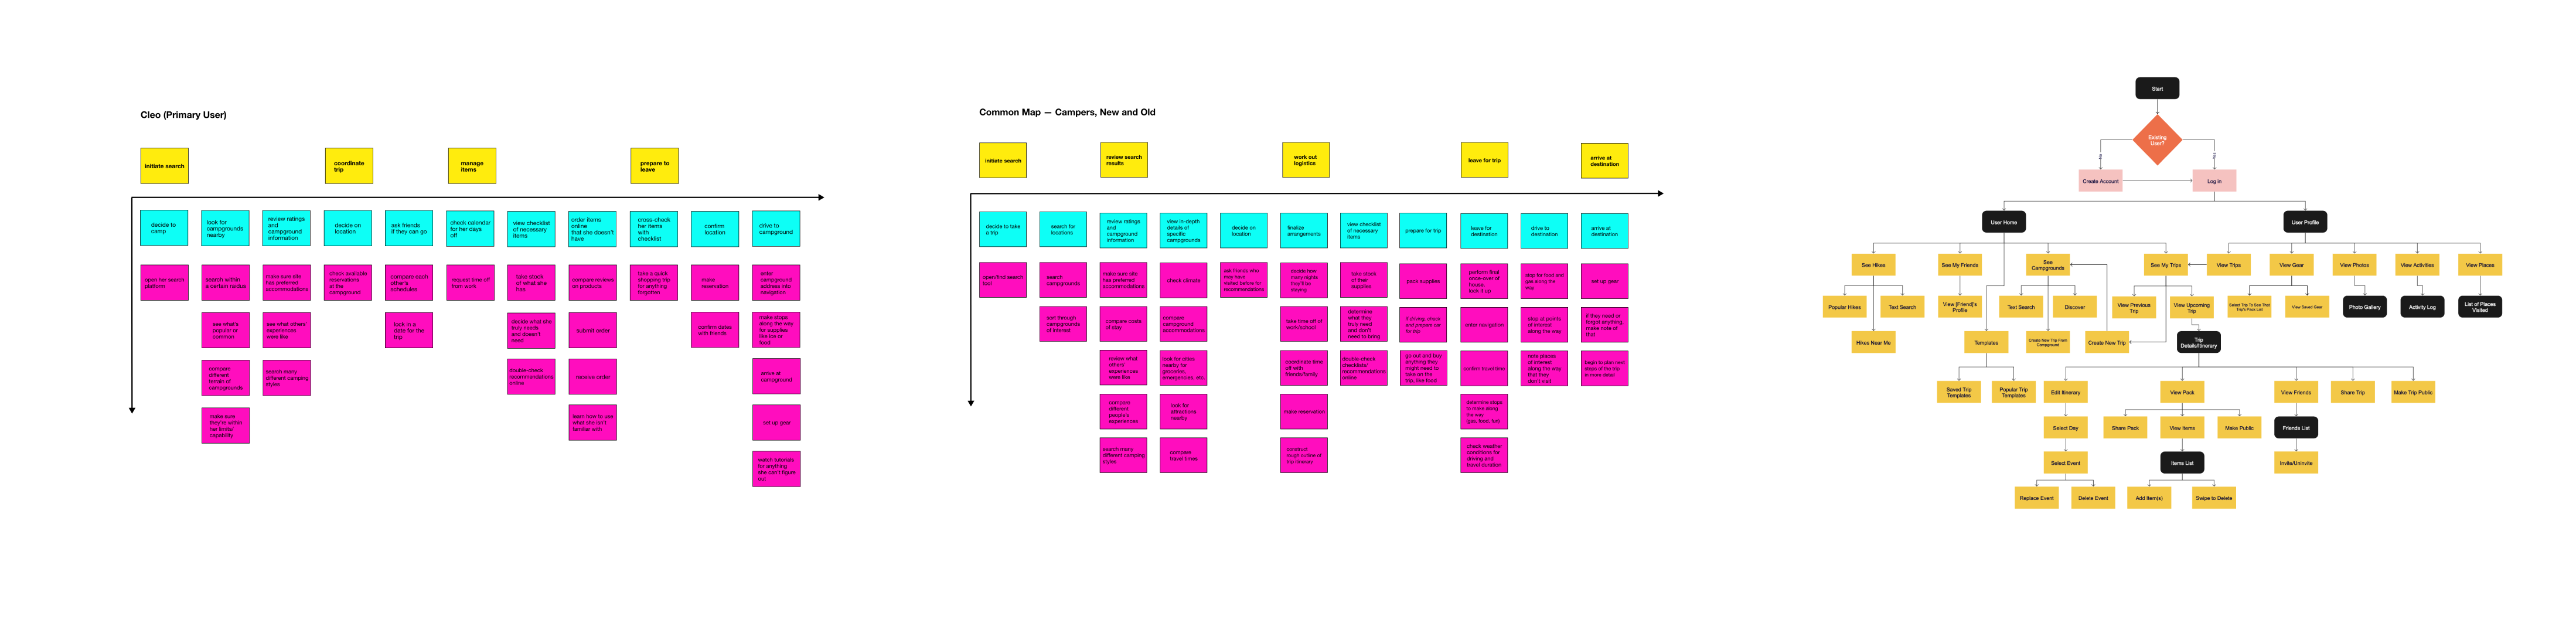 Cleo (Primary User)
initiate search
coordinate
trip
manage
items
prepare to
leave
decide to
camp
look for
campgrounds
nearby
review ratings
and
campground
information
decide on
location
ask friends
if they can go
check calendar
for her days
off
view checklist
of necessary
items
order items
online
that she doesn't
have
cross-check
her items
with
checklist
confirm
location
drive to
campground
open her search
platform
search within
a certain raidus
make sure site
has preferred
accommodations
check available
reservations
at the
campground
compare each
other's
schedules
request time off
from work
take stock
of what she
has
compare reviews
on products
take a quick
shopping trip
for anything
forgotten
make
reservation
enter
campground
address into
navigation
see what's
popular or
common
see what others'
experiences
were like
lock in a
date for the
trip
decide what she
truly needs
and doesn't
need
submit order
confirm dates
with friends
make stops
along the way
for supplies
like ice or
food
compare
different
terrain of
campgrounds
search many
different camping
styles
double-check
recommendations
online
receive order
arrive at
campground
make sure
they're within
her limits/
capability
learn how to use
what she isn't
familiar with
set up gear
watch tutorials
for anything
she can't figure
out
Common Map — Campers, New and Old
initiate search
review search
results
work out
logistics
leave for trip
arrive at
destination
decide to take
a trip
search for
locations
review ratings
and
campground
information
view in-depth
details of
specific
campgrounds
decide on
location
finalize
arrangements
view checklist
of necessary
items
prepare for trip
leave for
destination
drive to
destination
arrive at
destination
open/find search
tool
search
campgrounds
make sure site
has preferred
accommodations
check climate
ask friends who
may have
visited before for
recommendations
decide how
many nights
they'll be
staying
take stock
of their
supplies
pack supplies
perform final
once-over of
house,
lock it up
stop for food and
gas along the
way
set up gear
sort through
campgrounds
of interest
compare costs
of stay
compare
campground
accommodations
take time off of
work/school
determine
what they
truly need
and don't
need to bring
if driving, check
and prepare car
for trip
enter navigation
stop at points
of interest
along the way
if they need or
forgot anything,
make note of
that
review what
others'
experiences
were like
look for cities
nearby for
groceries,
emergencies, etc.
coordinate time
off with
friends/family
double-check
checklists/
recommendations
online
go out and buy
anything they
might need to
take on the
trip, like food
confirm travel time
note places
of interest
along the way
that they
don't visit
begin to plan next
steps of the trip
in more detail
compare
different
people's
experiences
look for
attractions
nearby
make reservation
determine stops
to make along
the way
(gas, food, fun)
search many
different camping
styles
compare
travel times
construct
rough outline of
trip itinerary
check weather
conditions for
driving and
travel duration
Start
Existing
User?
Create Account
Log in
User Home
User Profile
See Hikes
See My Friends
See
Campgrounds
See My Trips
View Trips
View Gear
View Photos
View Activities
View Places
Popular Hikes
Text Search
View [Friend]'s
Profile
Text Search
Discover
View Previous
Trip
View Upcoming
Trip
Select Trip To See That
Trip's Pack List
View Saved Gear
Photo Gallery
Activity Log
List of Places
Visited
Hikes Near Me
Templates
Create New Trip From
Campground
Create New Trip
Trip
Details/Itinerary
Saved Trip
Templates
Popular Trip
Templates
Edit Itinerary
View Pack
View Friends
Share Trip
Make Trip Public
Select Day
Share Pack
View Items
Make Public
Friends List
Select Event
Items List
Invite/Uninvite
Replace Event
Delete Event
Add Item(s)
Swipe to Delete